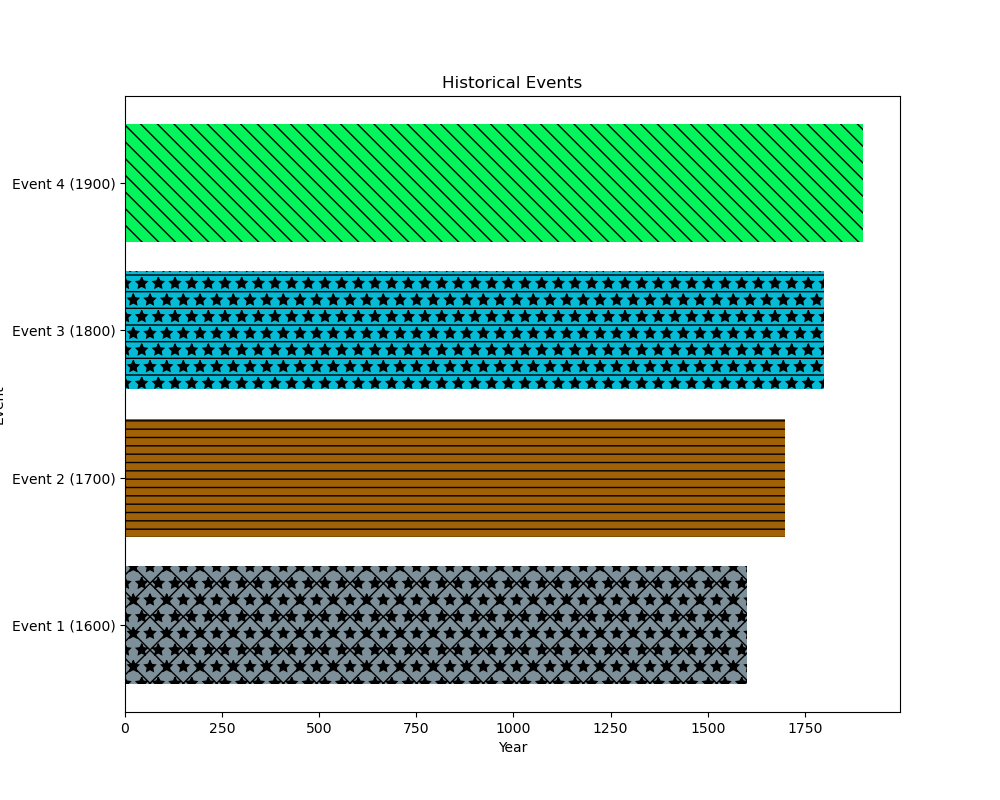 Historical Events
Event 4 (1900)
Event 3 (1800)
Event 2 (1700)
Event 1 (1600)
0 250 500 750 1000 1250 1500 1750
Year